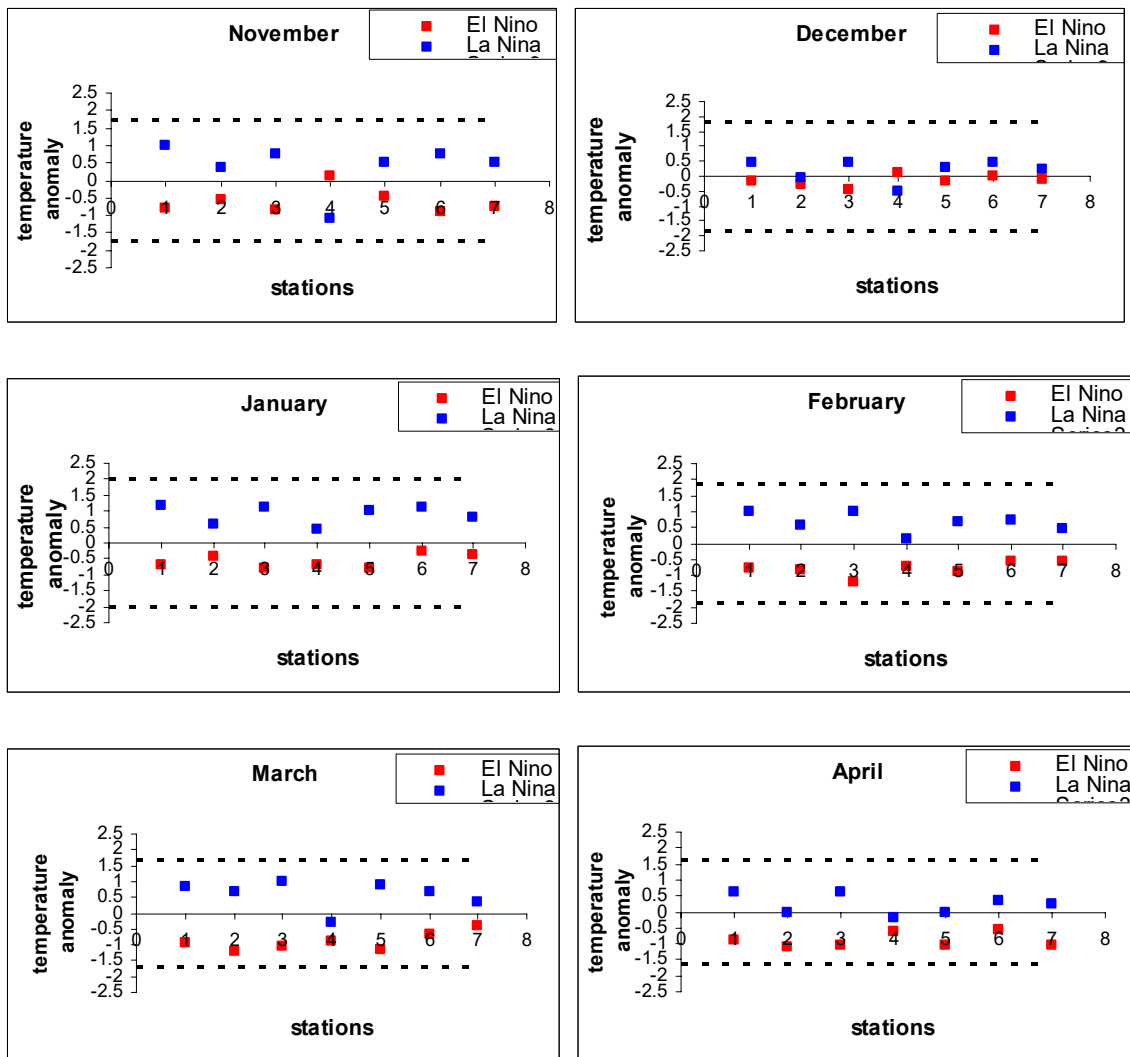 November
El Nino
La Nina
temperature
anomaly
2.5
2
1.5
1
0.5
0
-0.5
-1
-1.5
-2
-2.5
0 1 2 3 4 5 6 7 8
stations
December
El Nino
La Nina
temperature
anomaly
2.5
2
1.5
1
0.5
0
-0.5
-1
-1.5
-2
-2.5
0 1 2 3 4 5 6 7 8
stations
January
El Nino
La Nina
temperature
anomaly
2.5
2
1.5
1
0.5
0
-0.5
-1
-1.5
-2
-2.5
0 1 2 3 4 5 6 7 8
stations
February
El Nino
La Nina
temperature
anomaly
2.5
2
1.5
1
0.5
0
-0.5
-1
-1.5
-2
-2.5
0 1 2 3 4 5 6 7 8
stations
March
El Nino
La Nina
temperature
anomaly
2.5
2
1.5
1
0.5
0
-0.5
-1
-1.5
-2
-2.5
0 1 2 3 4 5 6 7 8
stations
April
El Nino
La Nina
temperature
anomaly
2.5
2
1.5
1
0.5
0
-0.5
-1
-1.5
-2
-2.5
0 1 2 3 4 5 6 7 8
stations